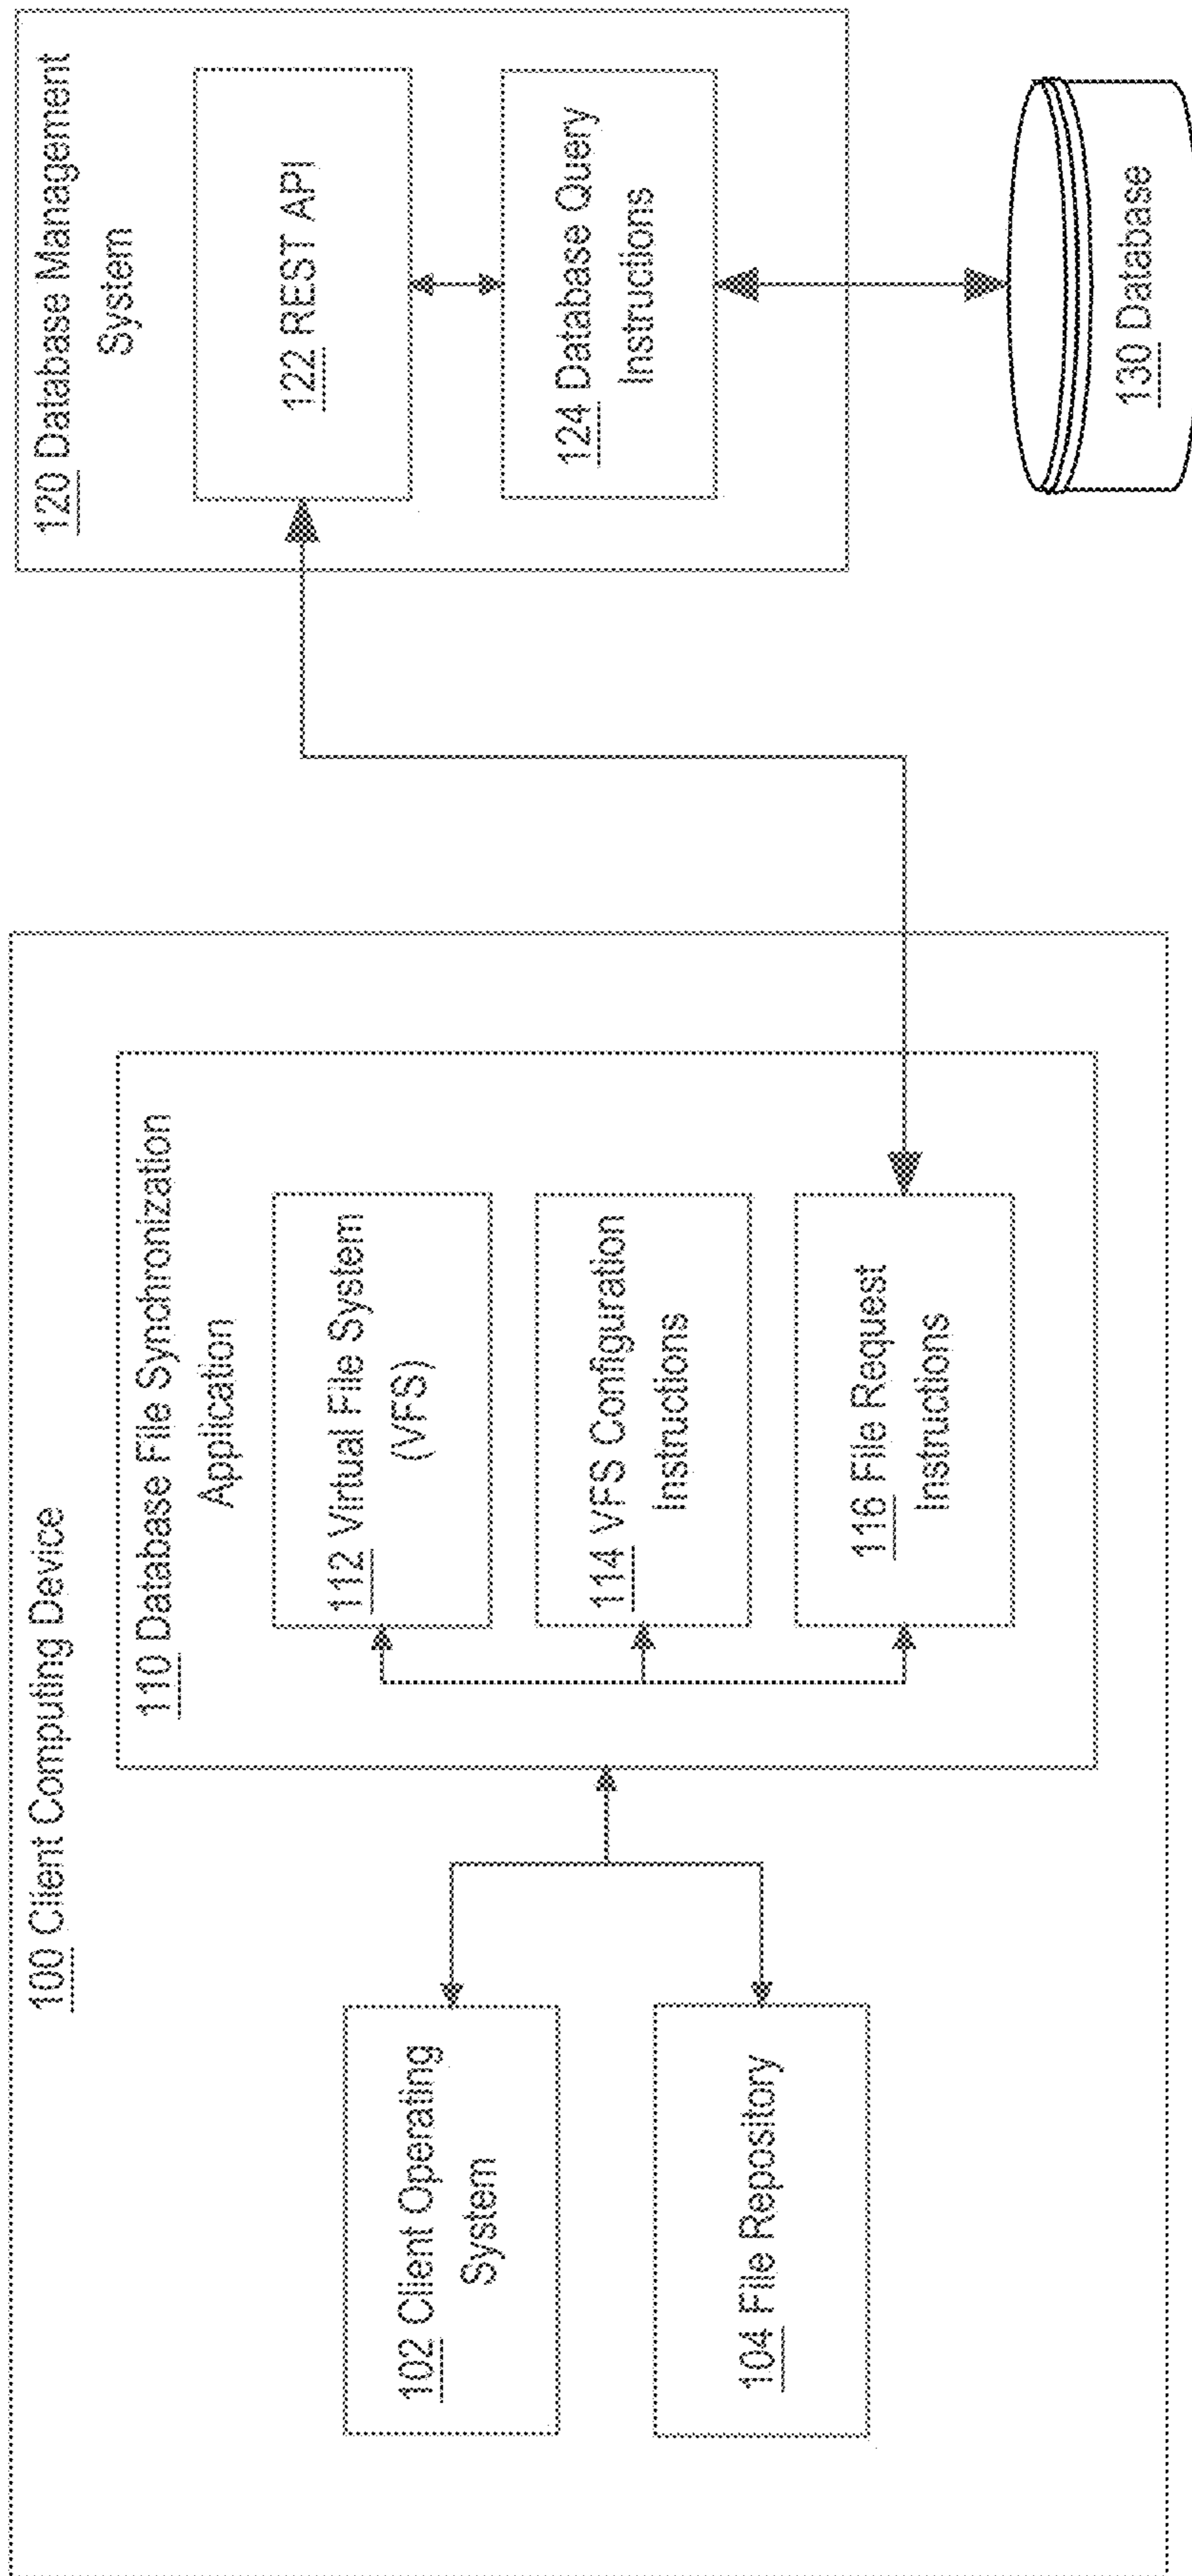 100 Client Computing Device
102 Client Operating
System
104 File Repository
110 Database File Synchronization
Application
112 Virtual File System
(VFS)
114 VFS Configuration
Instructions
116 File Request
Instructions
120 Database Management
System
122 REST API
124 Database Query
Instructions
130 Database